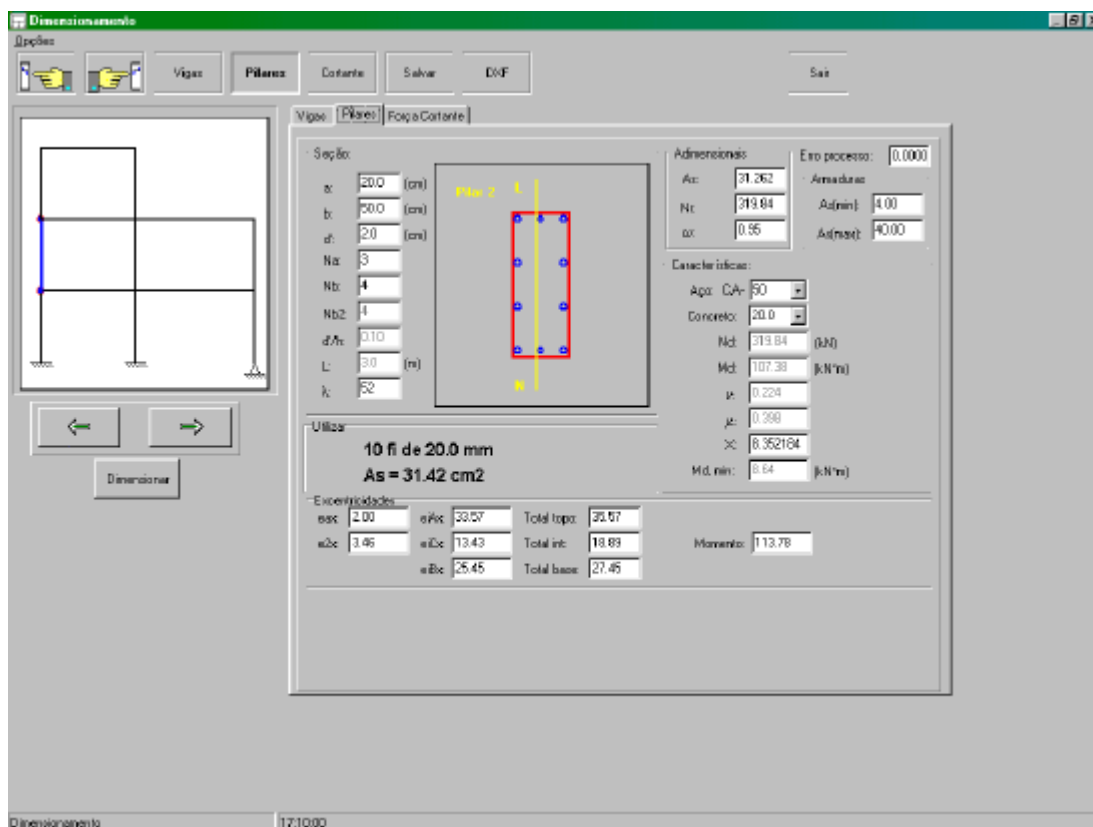 Dimensionamento
Opções
Vigas Pilares Cortante Salvar DXF Sair
Vigas Pilares Força Cortante
Seção:
a: 20.0 (cm)
b: 50.0 (cm)
d': 2.0 (cm)
Na: 3
Nb: 4
Nb2: 4
d'/h: 0.10
L: 3.0 (m)
λ: 52
Pilar 2 L
N
Adimensionais
As: 31.262
Nr: 319.84
0.95
Erro processo: 0.0000
Armaduras
As(min): 4.00
As(max): 40.00
Características:
Aço: CA- 50
Concreto: 20.0
Nd: 319.84 (kN)
Md: 107.38 (kN*m)
0.224
μ: 0.398
X: 8.352184
Md, min: 8.64 (kN*m)
Utilizar
10 fi de 20.0 mm
As = 31.42 cm2
Excentricidades
eax: 2.00 eiAx: 33.57 Total topo: 35.57
e2x: 3.46 eiCx: 13.43 Total int: 18.89 Momento: 113.78
eiBx: 25.45 Total base: 27.45
Dimensionar
Dimensionamento 17:10:00